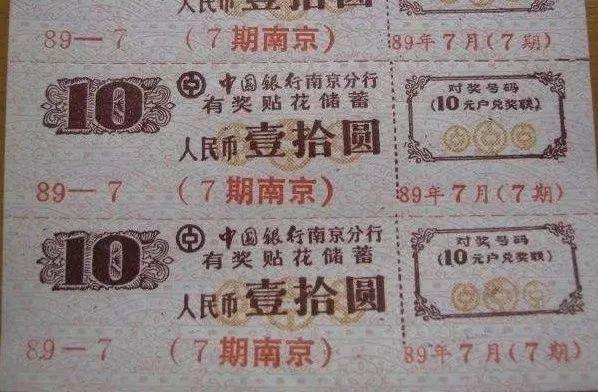 人民币 壹拾圆
89—7 (7期南京) 89年7月(7期)
10 中国银行南京分行 对奖号码
有奖贴花储蓄 (10元户兑奖联)
人民币 壹拾圆
89—7 (7期南京) 89年7月(7期)
10 中国银行南京分行 对奖号码
有奖贴花储蓄 (10元户兑奖联)
人民币 壹拾圆
89—7 (7期南京) 89年7月(7期)